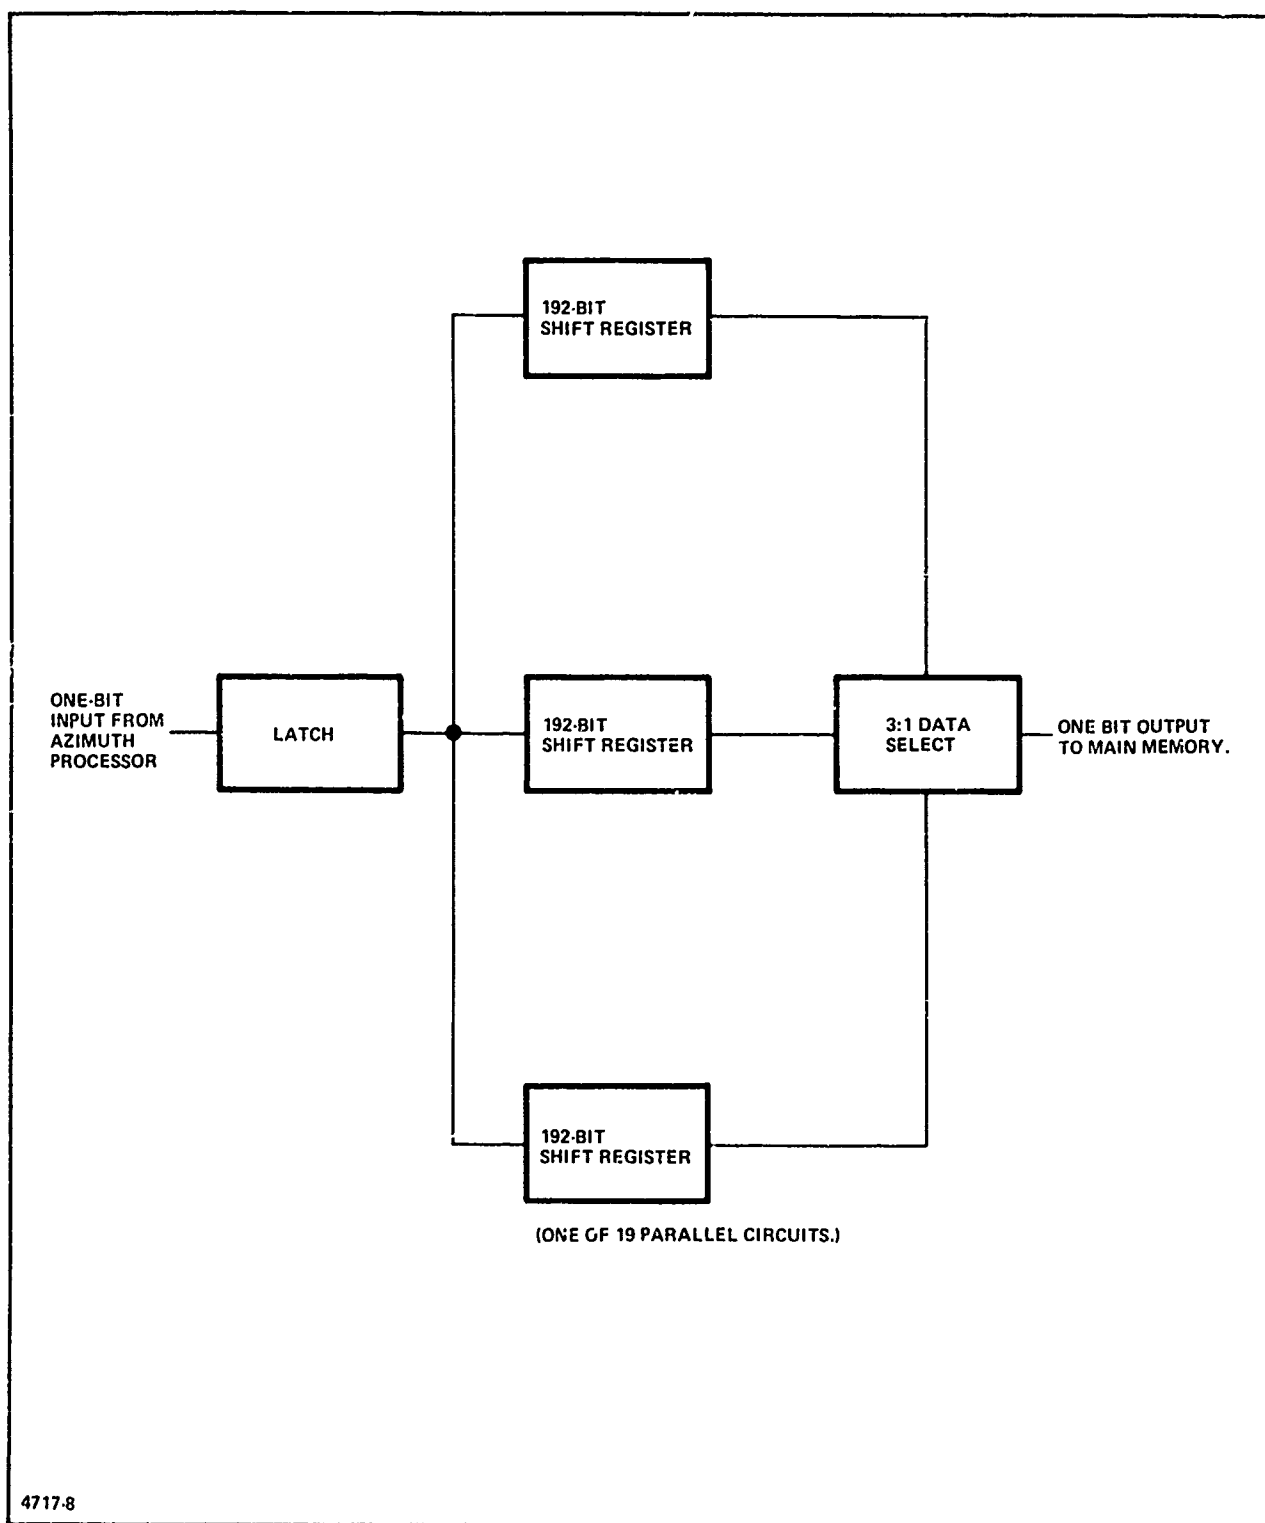 192-BIT
SHIFT REGISTER
ONE-BIT
INPUT FROM
AZIMUTH
PROCESSOR
LATCH
192-BIT
SHIFT REGISTER
3:1 DATA
SELECT
ONE BIT OUTPUT
TO MAIN MEMORY.
192-BIT
SHIFT REGISTER
(ONE OF 19 PARALLEL CIRCUITS.)
4717-8